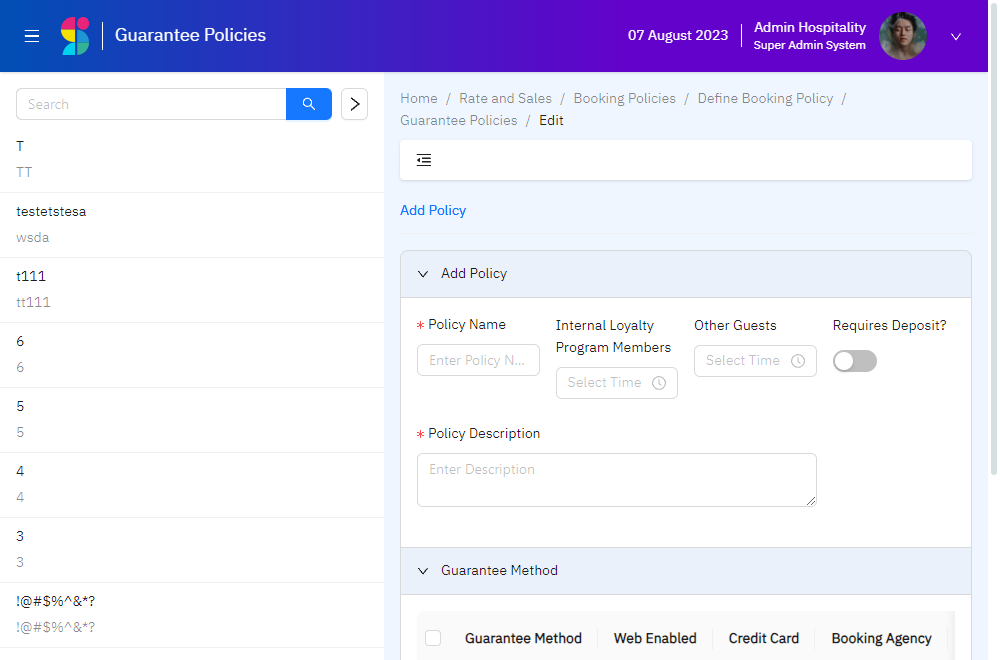 Guarantee Policies
07 August 2023
Admin Hospitality
Super Admin System
Search
T
TT
testetstesa
wsda
t111
tt111
6
6
5
5
4
4
3
3
!@#$%^&*?
!@#$%^&*?
Home / Rate and Sales / Booking Policies / Define Booking Policy /
Guarantee Policies / Edit
Add Policy
Add Policy
* Policy Name
Enter Policy N...
Internal Loyalty
Program Members
Select Time
Other Guests
Select Time
Requires Deposit?
* Policy Description
Enter Description
Guarantee Method
Guarantee Method Web Enabled Credit Card Booking Agency